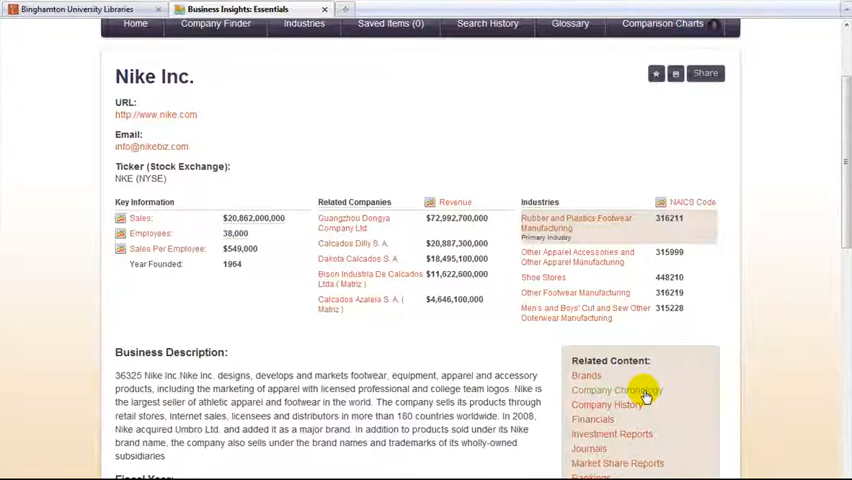 Binghamton University Libraries
Business Insights: Essentials
Home Company Finder Industries Saved Items (0) Search History Glossary Comparison Charts
Nike Inc.
Share
URL:
http://www.nike.com
Email:
info@nikebiz.com
Ticker (Stock Exchange):
NKE (NYSE)
Key Information Related Companies Revenue Industries NAICS Code
Sales: $20,862,000,000
Employees: 38,000
Sales Per Employee: $549,000
Year Founded: 1964
Guangzhou Dongya $72,992,700,000
Company Ltd
Calcados Dilly S. A. $20,887,300,000
Dakota Calcados S. A. $18,495,100,000
Bison Industria De Calcados $11,622,600,000
Ltda ( Matriz )
Calcados Azaleia S. A. ( $4,646,100,000
Matriz )
Rubber and Plastics Footwear 316211
Manufacturing
Primary Industry
Other Apparel Accessories and 315999
Other Apparel Manufacturing
Shoe Stores 448210
Other Footwear Manufacturing 316219
Men's and Boys' Cut and Sew Other 315228
Outerwear Manufacturing
Business Description:
36325 Nike Inc.Nike Inc. designs, develops and markets footwear, equipment, apparel and accessory
products, including the marketing of apparel with licensed professional and college team logos. Nike is
the largest seller of athletic apparel and footwear in the world. The company sells its products through
retail stores, Internet sales, licensees and distributors in more than 180 countries worldwide. In 2008,
Nike acquired Umbro Ltd. and added it as a major brand. In addition to products sold under its Nike
brand name, the company also sells under the brand names and trademarks of its wholly-owned
subsidiaries
Fiscal Year:
Related Content:
Brands
Company Chronology
Company History
Financials
Investment Reports
Journals
Market Share Reports
Rankings